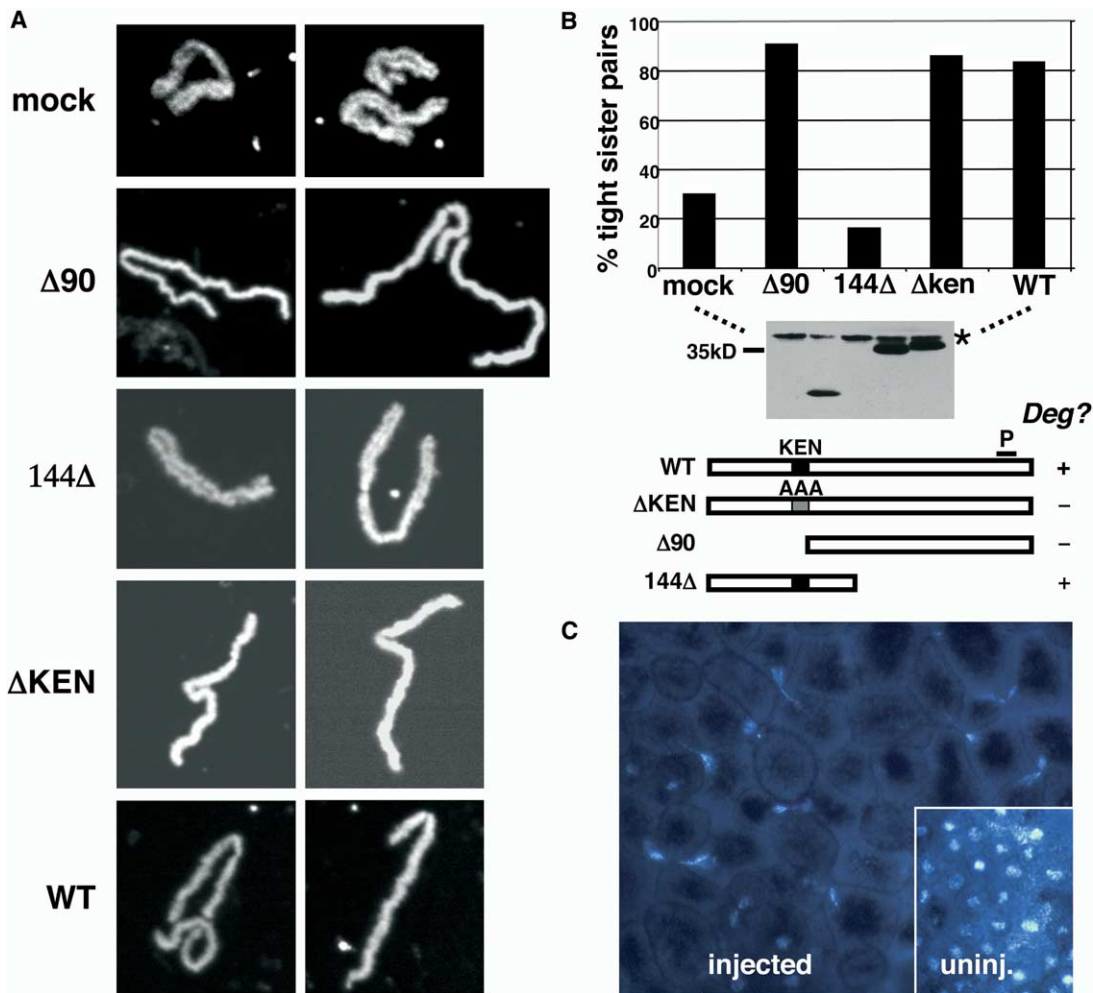 A
mock
Δ90
144Δ
ΔKEN
WT
B
% tight sister pairs
100
80
60
40
20
0
mock Δ90 144Δ Δken WT
35kD
*
Deg?
P
KEN
WT +
AAA
ΔKEN −
Δ90 −
144Δ +
C
injected
uninj.